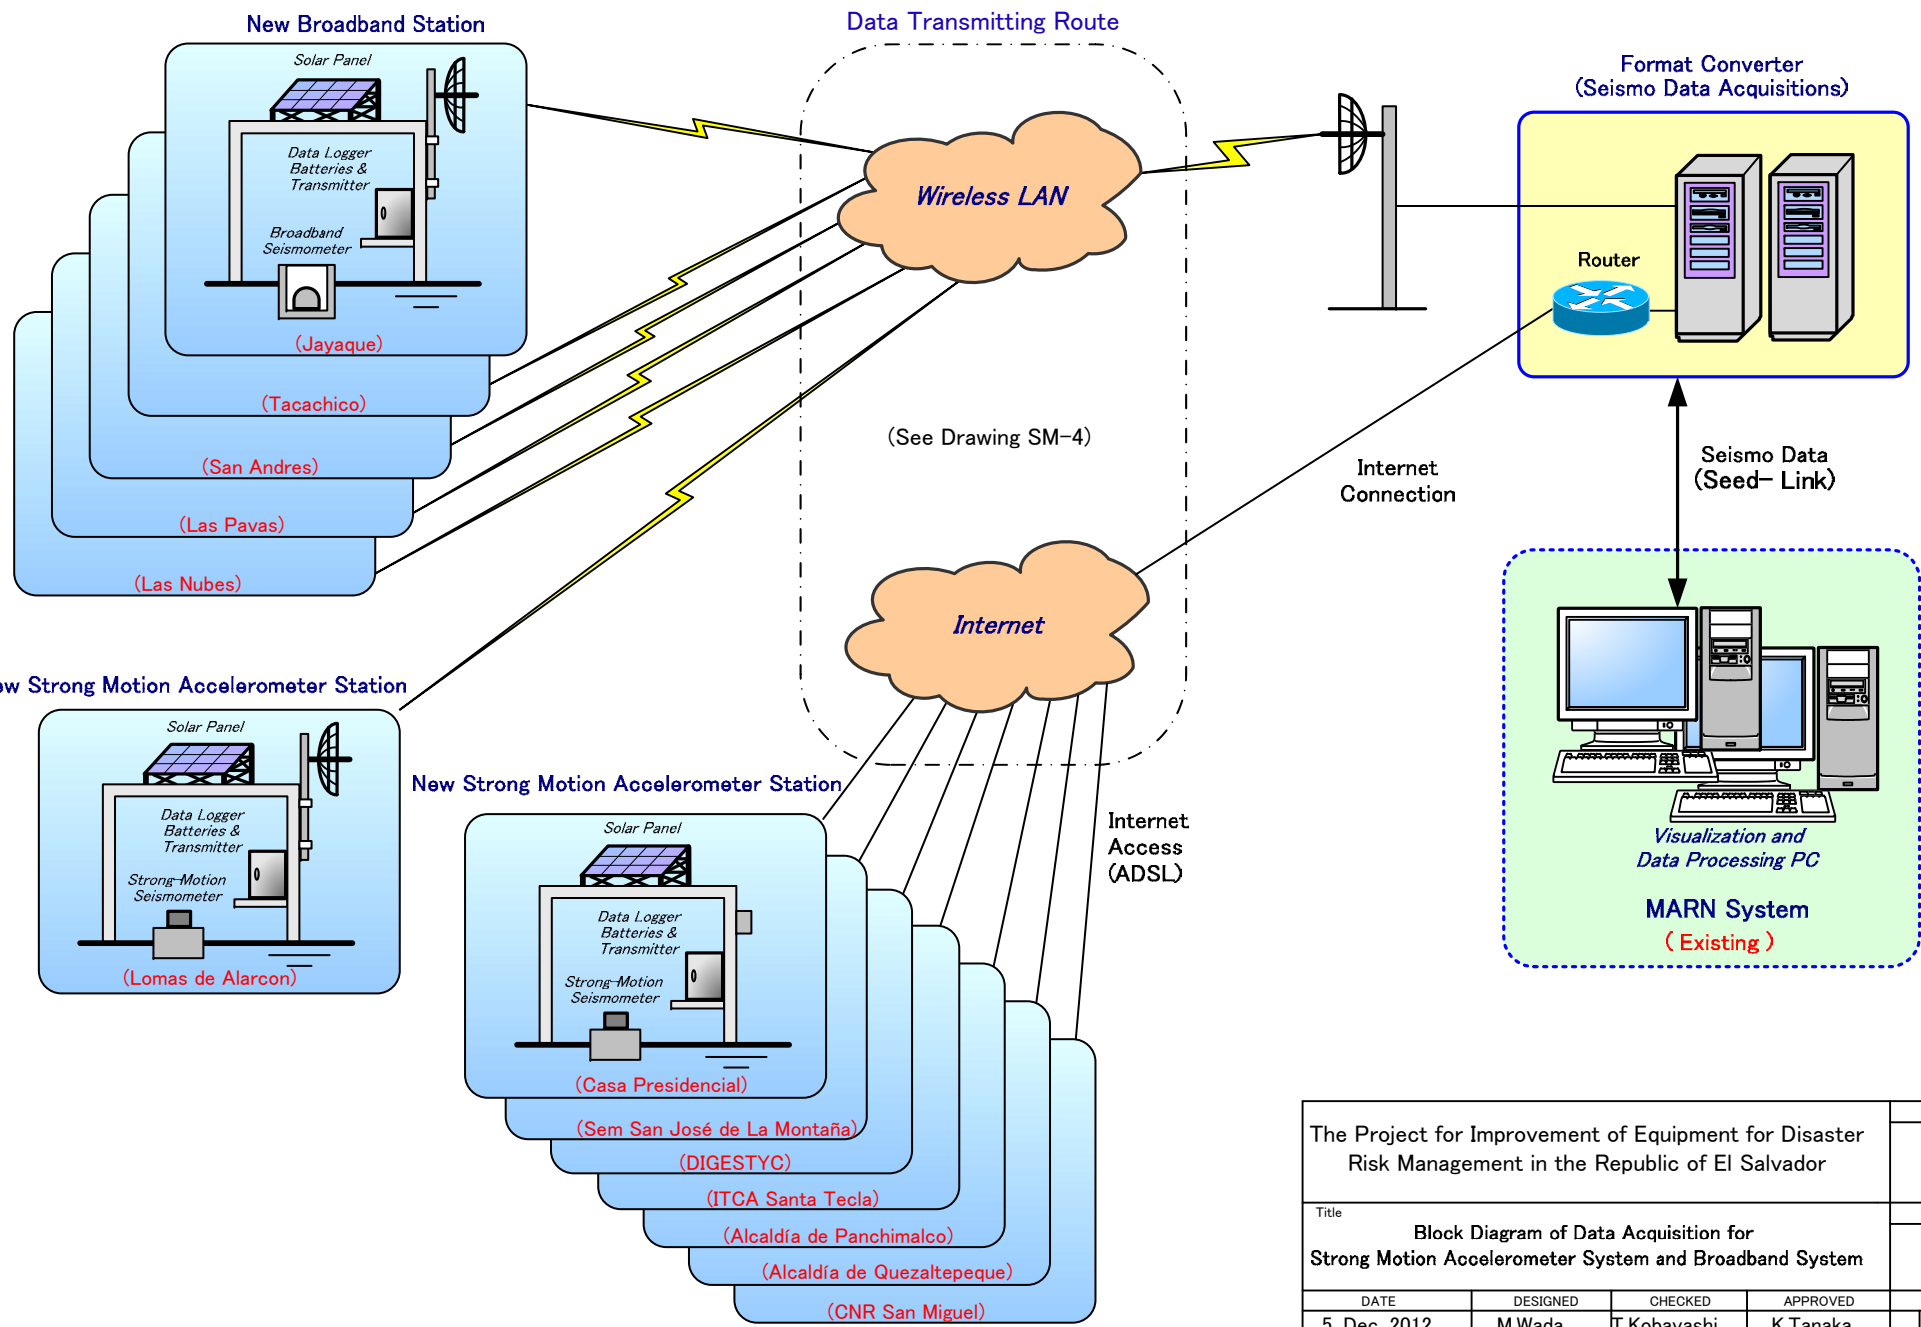 New Broadband Station
Solar Panel
Data Logger
Batteries &
Transmitter
Broadband
Seismometer
(Jayaque)
(Tacachico)
(San Andres)
(Las Pavas)
(Las Nubes)
Data Transmitting Route
Wireless LAN
(See Drawing SM-4)
Internet
Format Converter
(Seismo Data Acquisitions)
Router
Internet
Connection
Seismo Data
(Seed- Link)
Visualization and
Data Processing PC
MARN System
( Existing )
Strong Motion Accelerometer Station
Solar Panel
Data Logger
Batteries &
Transmitter
Strong-Motion
Seismometer
(Lomas de Alarcon)
New Strong Motion Accelerometer Station
Solar Panel
Data Logger
Batteries &
Transmitter
Strong-Motion
Seismometer
(Casa Presidencial)
(Sem San José de La Montaña)
(DIGESTYC)
(ITCA Santa Tecla)
(Alcaldía de Panchimalco)
(Alcaldía de Quezaltepeque)
(CNR San Miguel)
Internet
Access
(ADSL)
The Project for Improvement of Equipment for Disaster
Risk Management in the Republic of El Salvador
Title
Block Diagram of Data Acquisition for
Strong Motion Accelerometer System and Broadband System
DATE DESIGNED CHECKED APPROVED
5, Dec, 2012 M.Wada T.Kobayashi K.Tanaka